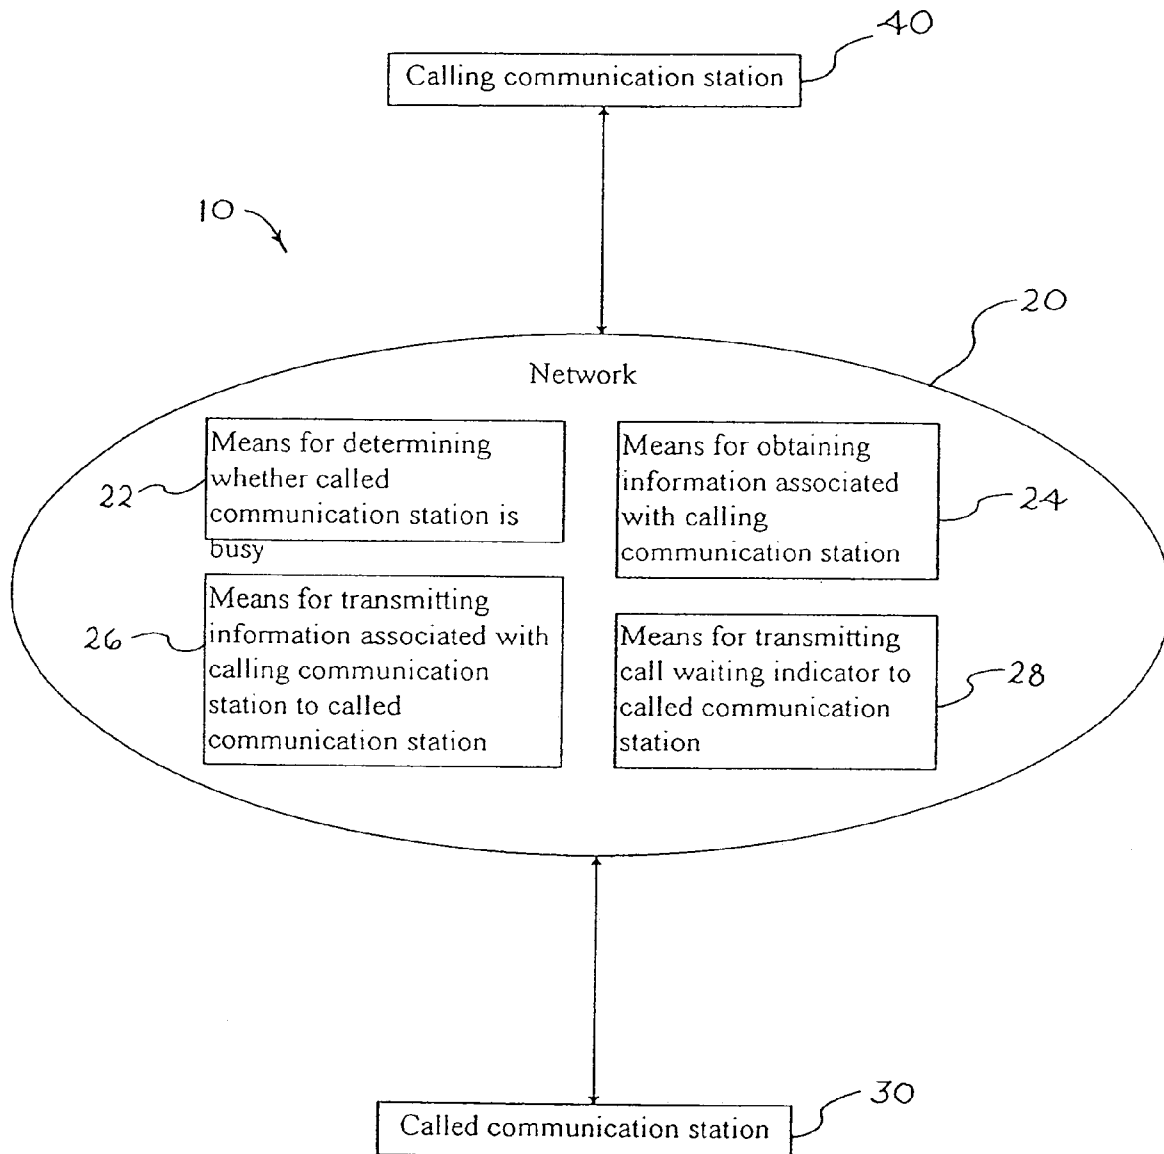 40
Calling communication station
10
20
Network
Means for determining
whether called
communication station is
busy
22
Means for obtaining
information associated
with calling
communication station
24
Means for transmitting
information associated with
calling communication
station to called
communication station
26
Means for transmitting
call waiting indicator to
called communication
station
28
30
Called communication station